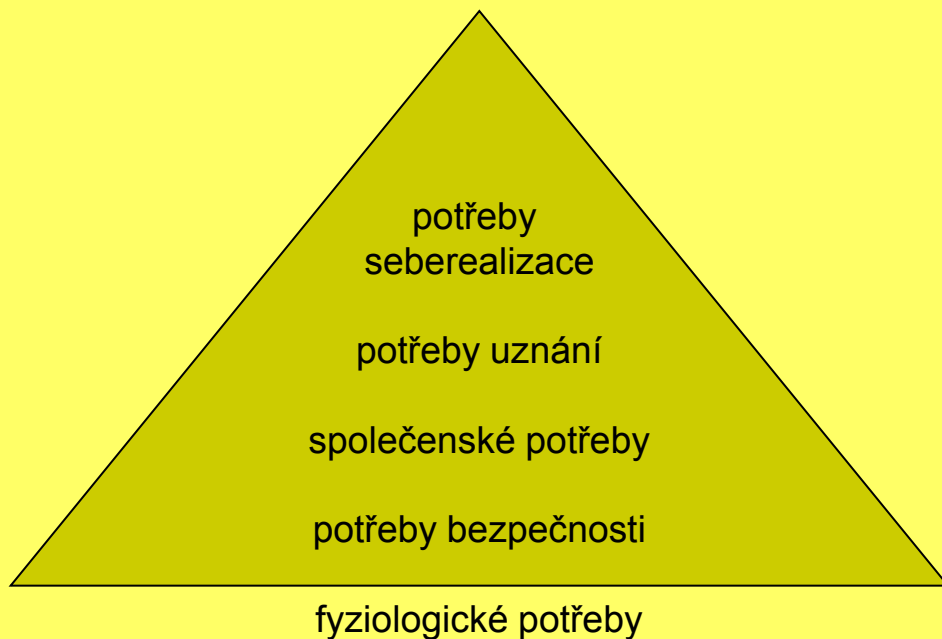 potřeby
seberealizace
potřeby uznání
společenské potřeby
potřeby bezpečnosti
fyziologické potřeby